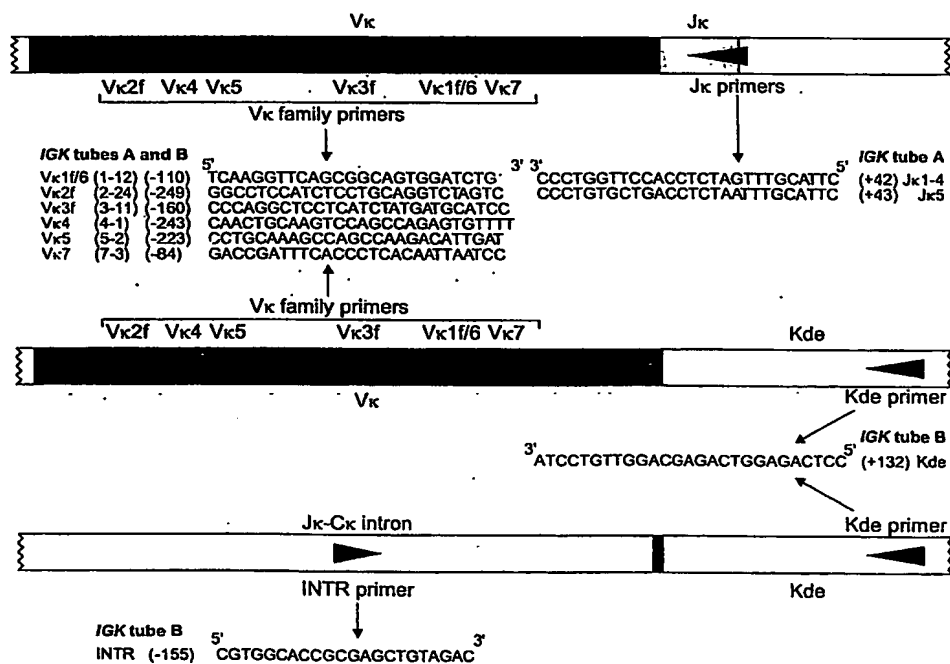 Vκ Jκ
Vκ2f Vκ4 Vκ5 Vκ3f Vκ1f/6 Vκ7 Jκ primers
Vκ family primers
IGK tubes A and B 5' 3' 3' 5' IGK tube A
Vκ1f/6 (1-12) (-110) TCAAGGTTCAGCGGCAGTGGATCTG CCCTGGTTCCACCTCTAGTTTGCATTC (+42) Jκ1-4
Vκ2f (2-24) (-249) GGCCTCCATCTCCTGCAGGTCTAGTC CCCTGTGCTGACCTCTAATTTGCATTC (+43) Jκ5
Vκ3f (3-11) (-160) CCCAGGCTCCTCATCTATGATGCATCC
Vκ4 (4-1) (-243) CAACTGCAAGTCCAGCCAGAGTGTTTT
Vκ5 (5-2) (-223) CCTGCAAAGCCAGCCAAGACATTGAT
Vκ7 (7-3) (-84) GACCGATTTCACCCTCACAATTAATCC
Vκ family primers
Vκ2f Vκ4 Vκ5 Vκ3f Vκ1f/6 Vκ7 Kde
Vκ Kde primer
IGK tube B
3' ATCCTGTTGGACGAGACTGGAGACTCC 5' (+132) Kde
Jκ-Cκ intron Kde primer
INTR primer Kde
IGK tube B 5' 3'
INTR (-155) CGTGGCACCGCGAGCTGTAGAC